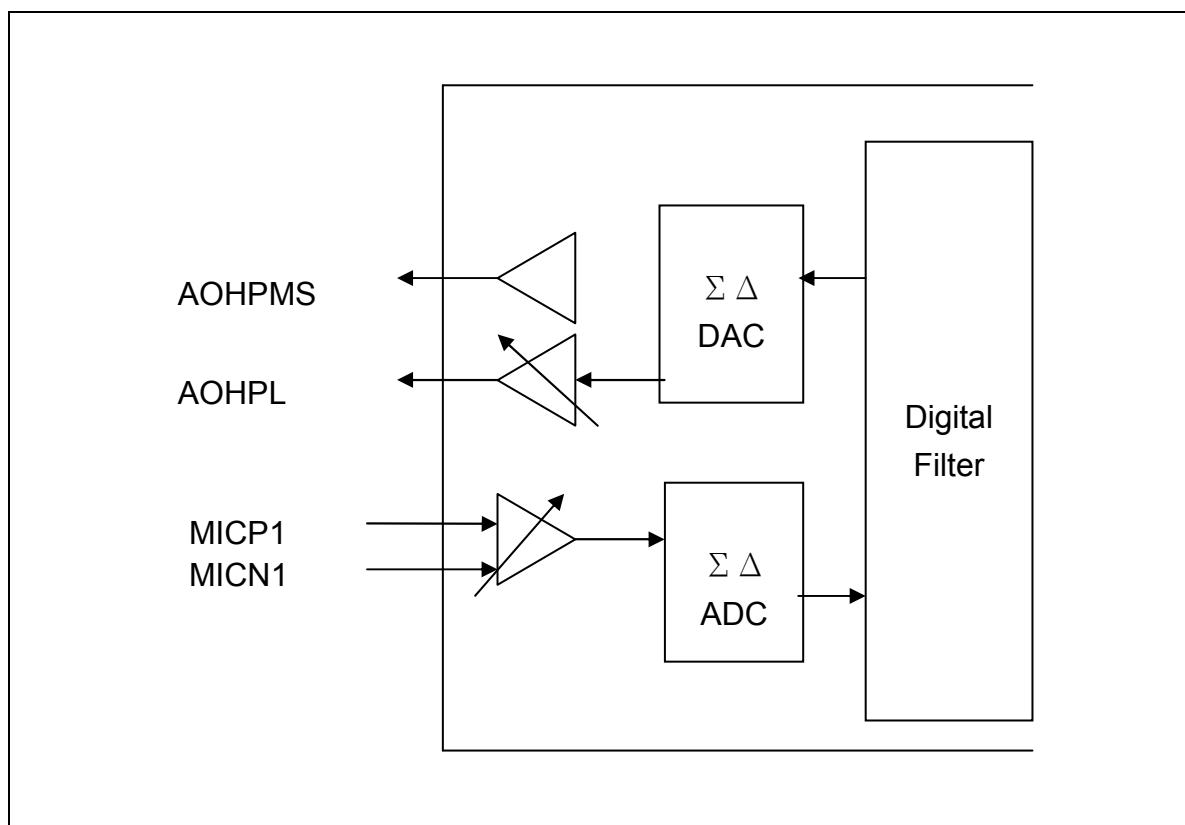 AOHPMS
AOHPL
MICP1
MICN1
Σ Δ
DAC
Σ Δ
ADC
Digital
Filter